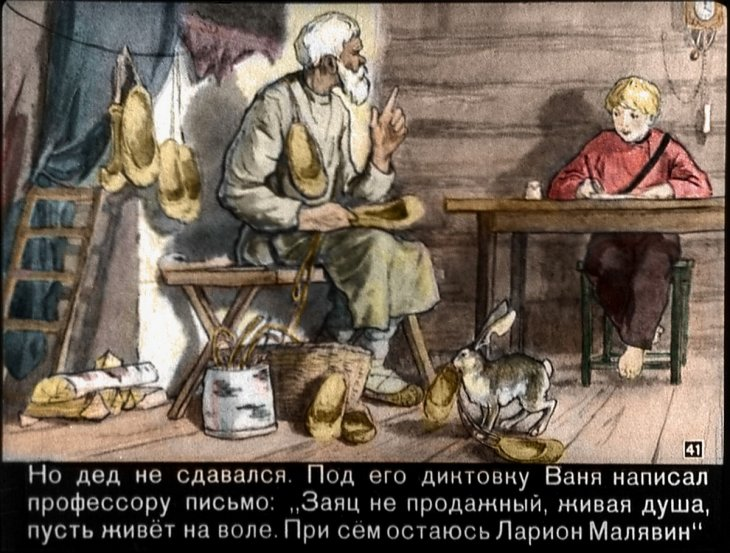 41
Но дед не сдавался. Под его диктовку Ваня написал
профессору письмо: „Заяц не продажный, живая душа,
пусть живёт на воле. При сём остаюсь Ларион Малявин“